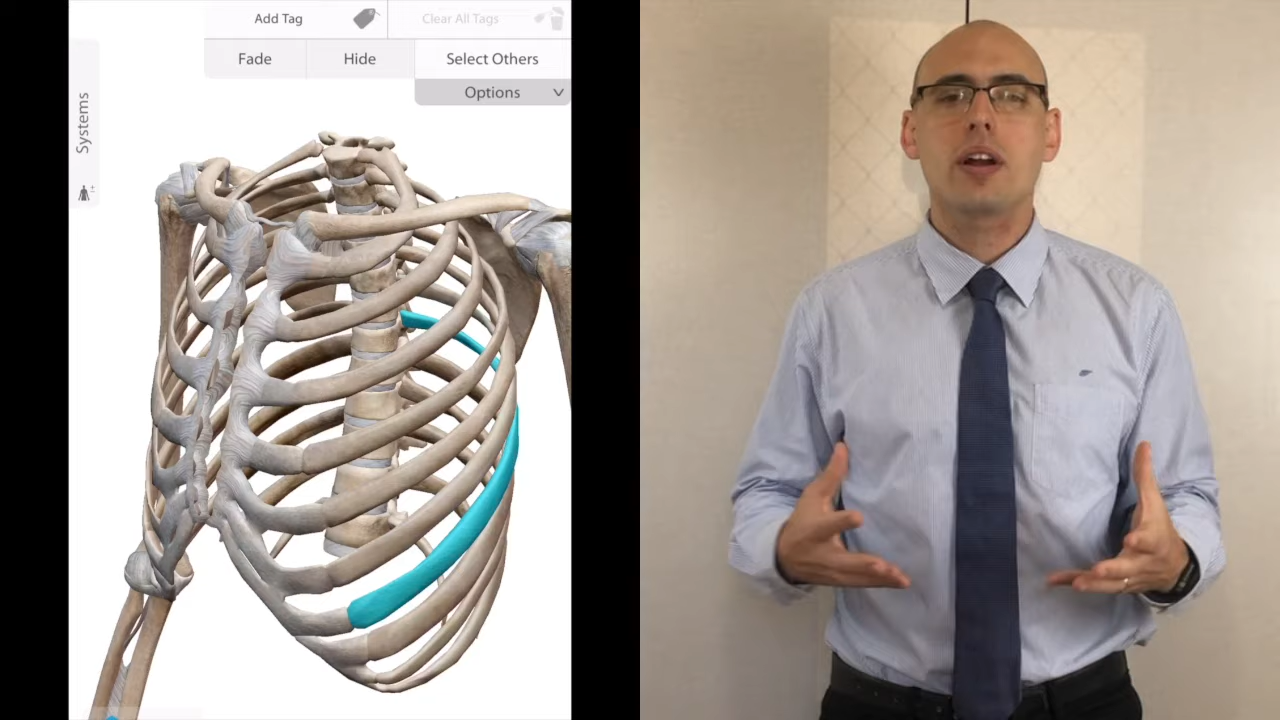 Add Tag
Clear All Tags
Fade
Hide
Select Others
Options
Systems